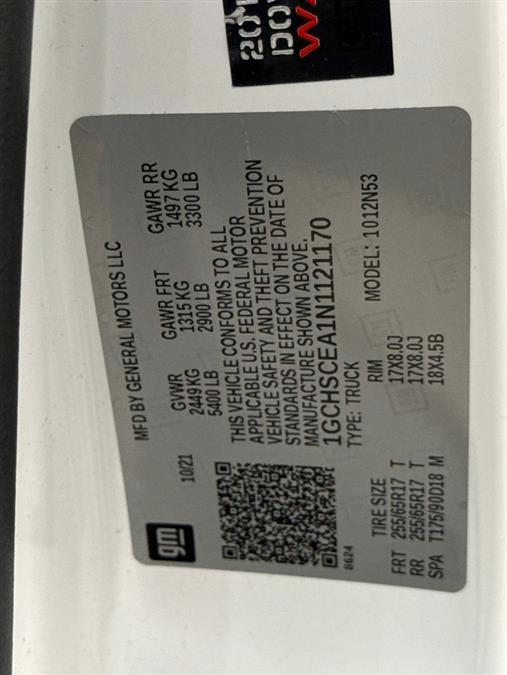 gm
MFD BY GENERAL MOTORS LLC
10/21
GVWR GAWR FRT GAWR RR
2449 KG 1315 KG 1497 KG
5400 LB 2900 LB 3300 LB
THIS VEHICLE CONFORMS TO ALL
APPLICABLE U.S. FEDERAL MOTOR
VEHICLE SAFETY AND THEFT PREVENTION
STANDARDS IN EFFECT ON THE DATE OF
MANUFACTURE SHOWN ABOVE.
1GCHSCEA1N1121170
8624
TYPE: TRUCK MODEL: 1012N53
TIRE SIZE RIM
FRT 255/65R17 T 17X8.0J
RR 255/65R17 T 17X8.0J
SPA T175/90D18 M 18X4.5B